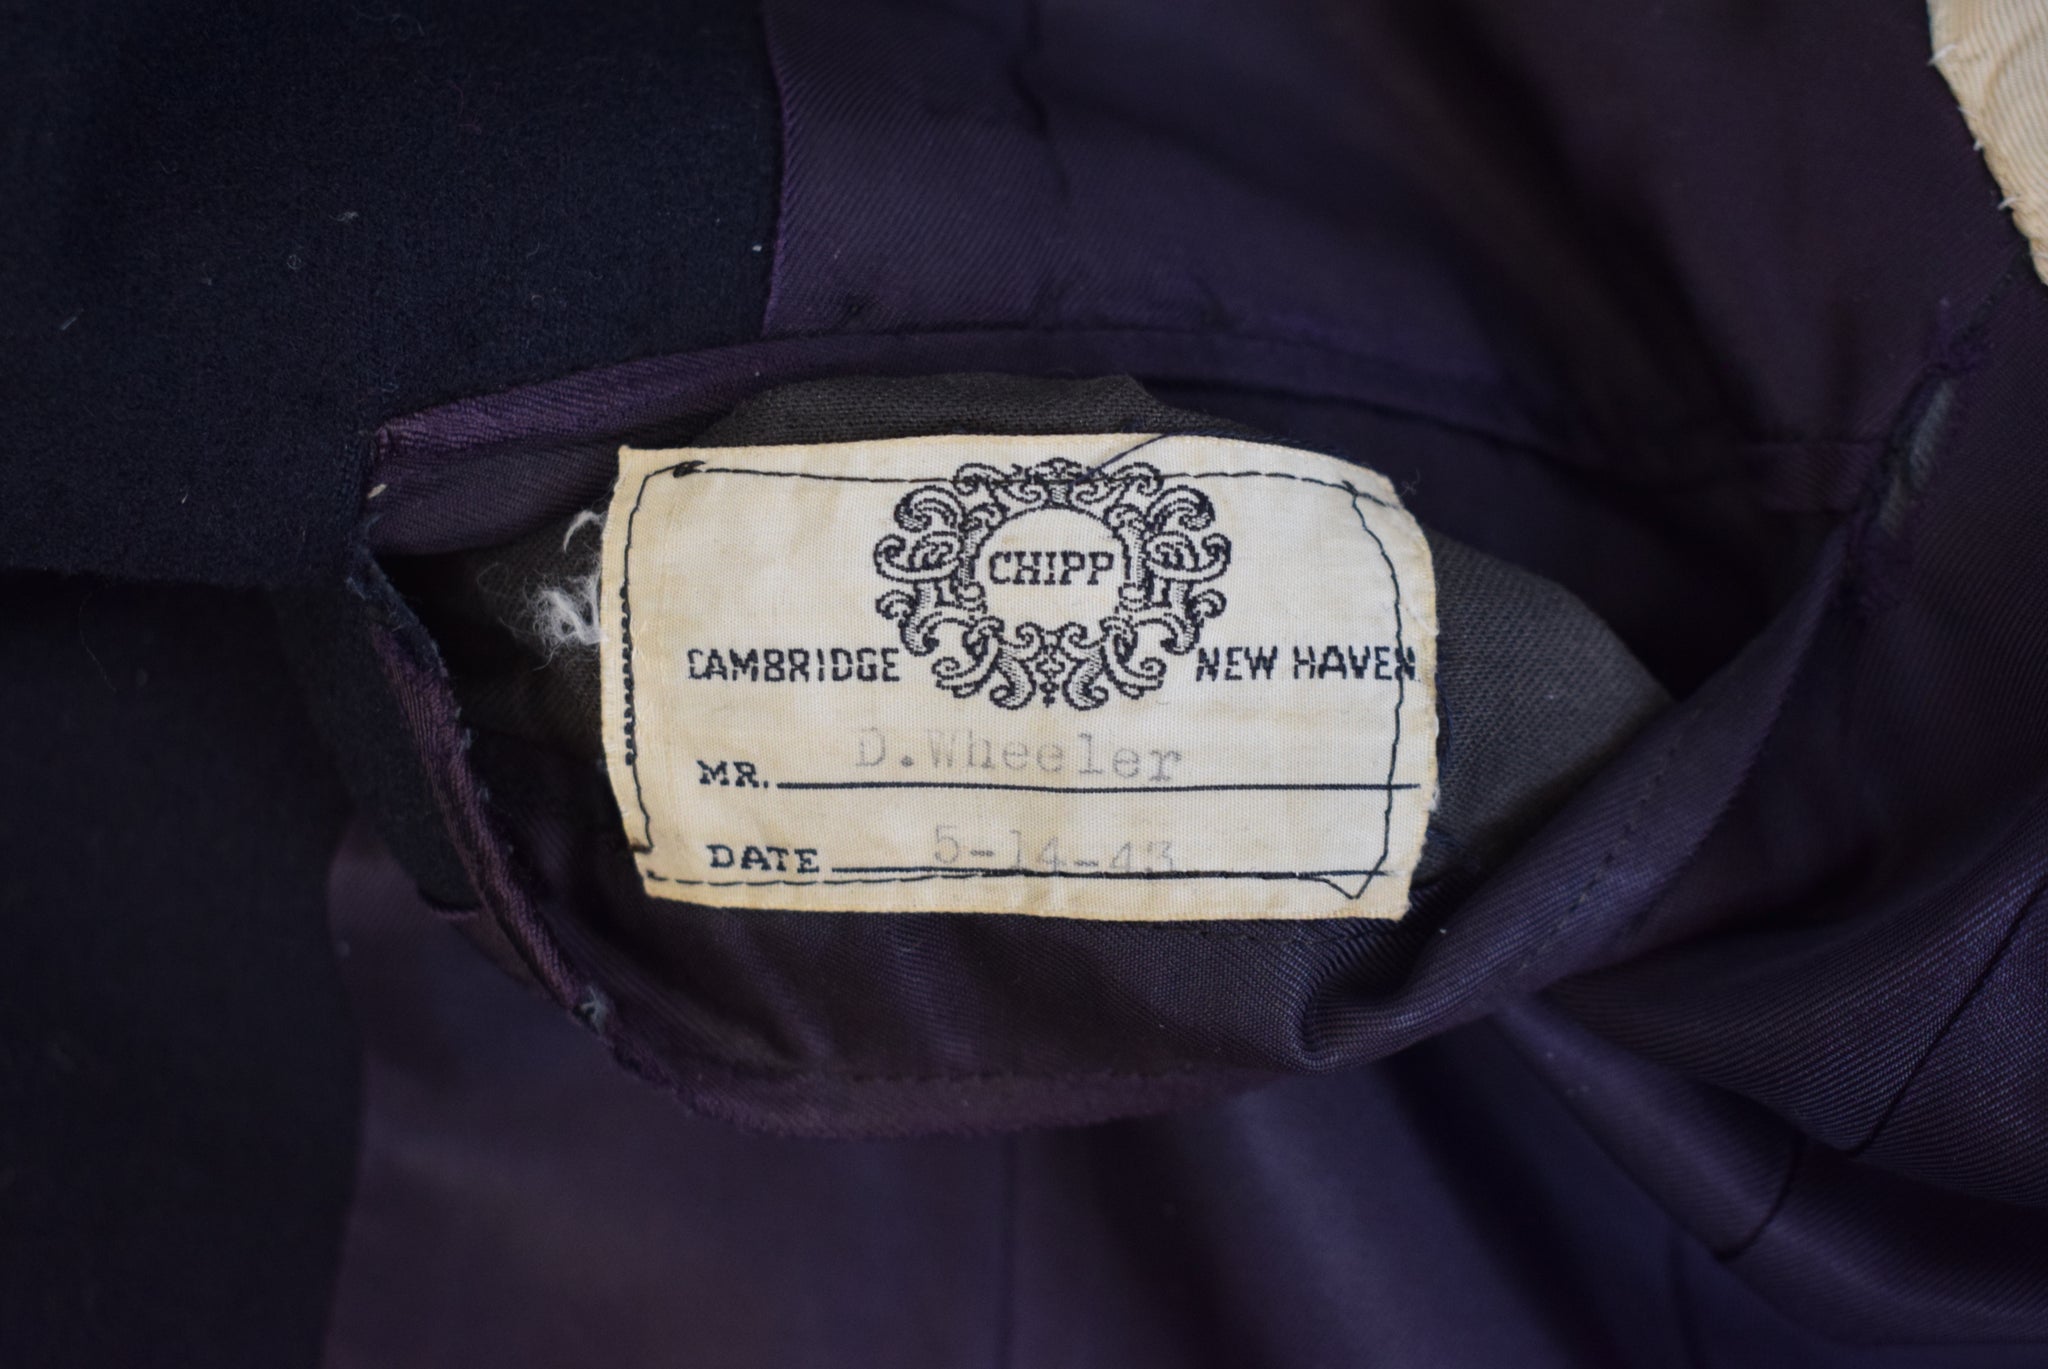 CHIPP
CAMBRIDGE NEW HAVEN
MR. D.Wheeler
DATE 5-14-43